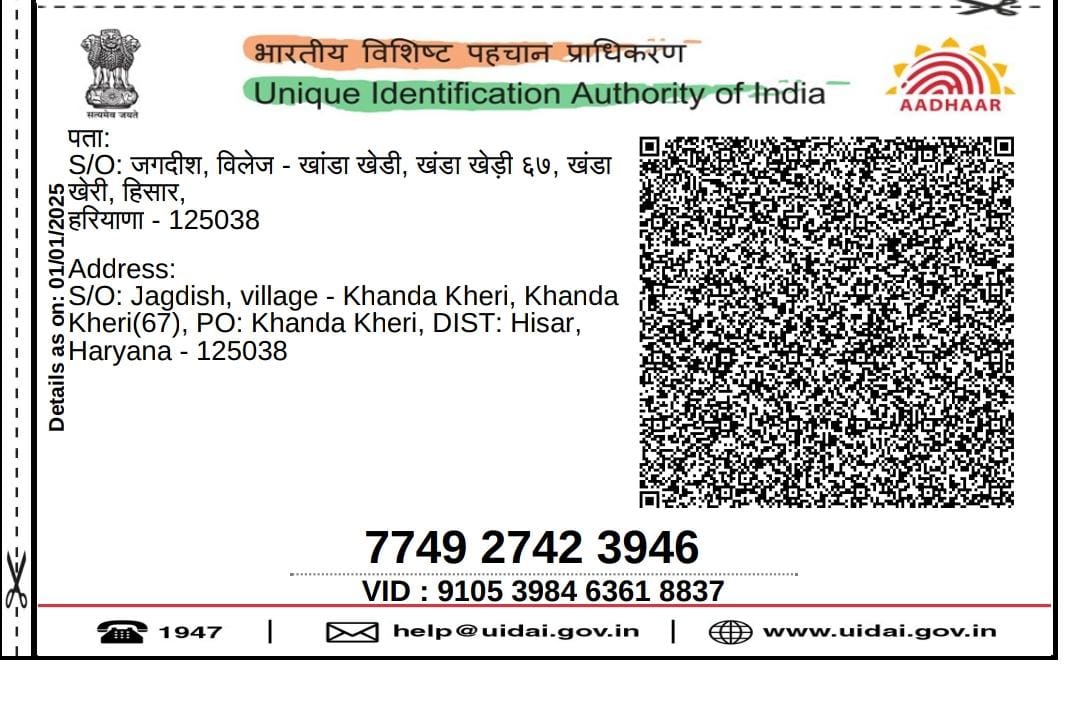 भारतीय विशिष्ट पहचान प्राधिकरण
Unique Identification Authority of India
सत्यमेव जयते
AADHAAR
पता:
S/O: जगदीश, विलेज - खांडा खेडी, खंडा खेड़ी ६७, खंडा
खेरी, हिसार,
हरियाणा - 125038
Details as on: 01/01/2025
Address:
S/O: Jagdish, village - Khanda Kheri, Khanda
Kheri(67), PO: Khanda Kheri, DIST: Hisar,
Haryana - 125038
7749 2742 3946
VID : 9105 3984 6361 8837
1947 | help@uidai.gov.in | www.uidai.gov.in